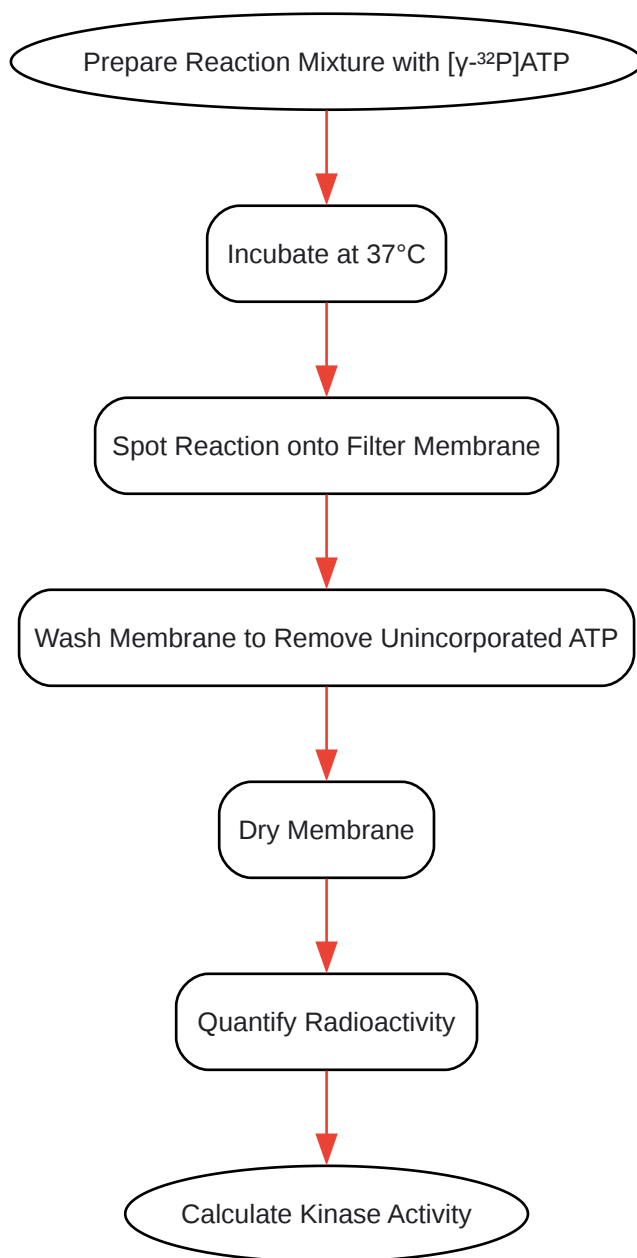 Prepare Reaction Mixture with [γ-³²P]ATP
Incubate at 37°C
Spot Reaction onto Filter Membrane
Wash Membrane to Remove Unincorporated ATP
Dry Membrane
Quantify Radioactivity
Calculate Kinase Activity